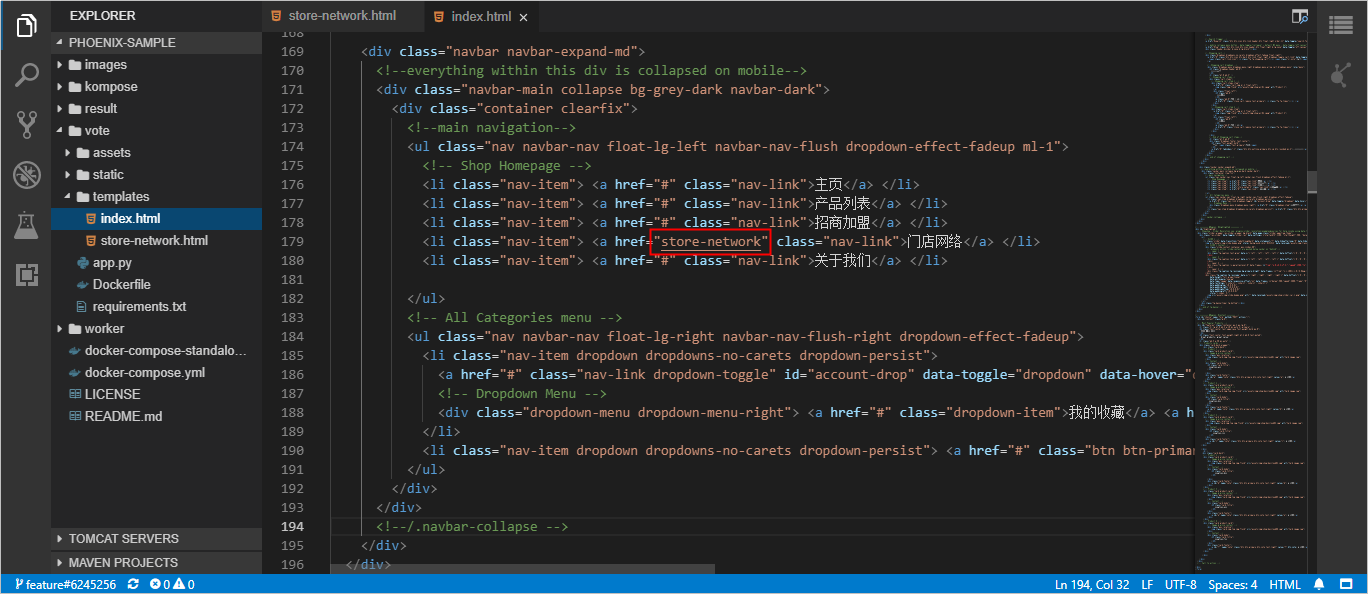 EXPLORER
PHOENIX-SAMPLE
images
kompose
result
vote
assets
static
templates
index.html
store-network.html
app.py
Dockerfile
requirements.txt
worker
docker-compose-standalo...
docker-compose.yml
LICENSE
README.md
TOMCAT SERVERS
MAVEN PROJECTS
store-network.html
index.html
168
169 <div class="navbar navbar-expand-md">
170 <!--everything within this div is collapsed on mobile-->
171 <div class="navbar-main collapse bg-grey-dark navbar-dark">
172 <div class="container clearfix">
173 <!--main navigation-->
174 <ul class="nav navbar-nav float-lg-left navbar-nav-flush dropdown-effect-fadeup ml-1">
175 <!-- Shop Homepage -->
176 <li class="nav-item"> <a href="#" class="nav-link">主页</a> </li>
177 <li class="nav-item"> <a href="#" class="nav-link">产品列表</a> </li>
178 <li class="nav-item"> <a href="#" class="nav-link">招商加盟</a> </li>
179 <li class="nav-item"> <a href="store-network" class="nav-link">门店网络</a> </li>
180 <li class="nav-item"> <a href="#" class="nav-link">关于我们</a> </li>
181
182 </ul>
183 <!-- All Categories menu -->
184 <ul class="nav navbar-nav float-lg-right navbar-nav-flush-right dropdown-effect-fadeup">
185 <li class="nav-item dropdown dropdowns-no-carets dropdown-persist">
186 <a href="#" class="nav-link dropdown-toggle" id="account-drop" data-toggle="dropdown" data-hover="
187 <!-- Dropdown Menu -->
188 <div class="dropdown-menu dropdown-menu-right"> <a href="#" class="dropdown-item">我的收藏</a> <a h
189 </li>
190 <li class="nav-item dropdown dropdowns-no-carets dropdown-persist"> <a href="#" class="btn btn-primar
191 </ul>
192 </div>
193 </div>
194 <!--/.navbar-collapse -->
195 </div>
196 </div>
feature#6245256 0 0
Ln 194, Col 32 LF UTF-8 Spaces: 4 HTML